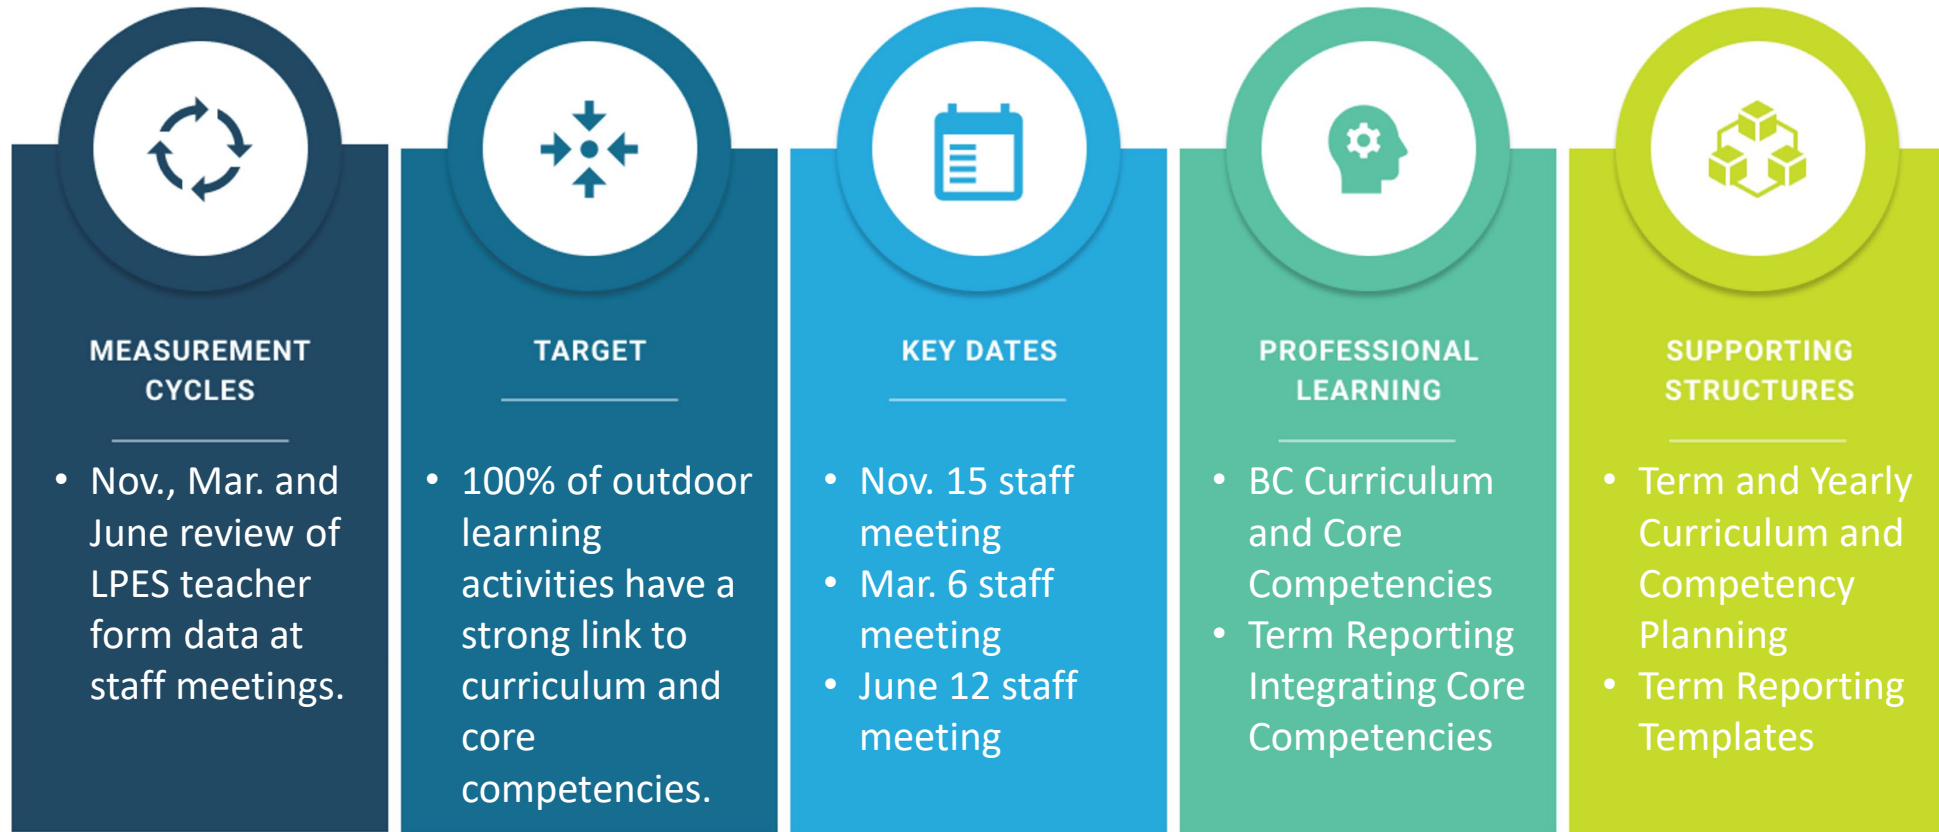 MEASUREMENT
CYCLES
• Nov., Mar. and
June review of
LPES teacher
form data at
staff meetings.
TARGET
• 100% of outdoor
learning
activities have a
strong link to
curriculum and
core
competencies.
KEY DATES
• Nov. 15 staff
meeting
• Mar. 6 staff
meeting
• June 12 staff
meeting
PROFESSIONAL
LEARNING
• BC Curriculum
and Core
Competencies
• Term Reporting
Integrating Core
Competencies
SUPPORTING
STRUCTURES
• Term and Yearly
Curriculum and
Competency
Planning
• Term Reporting
Templates